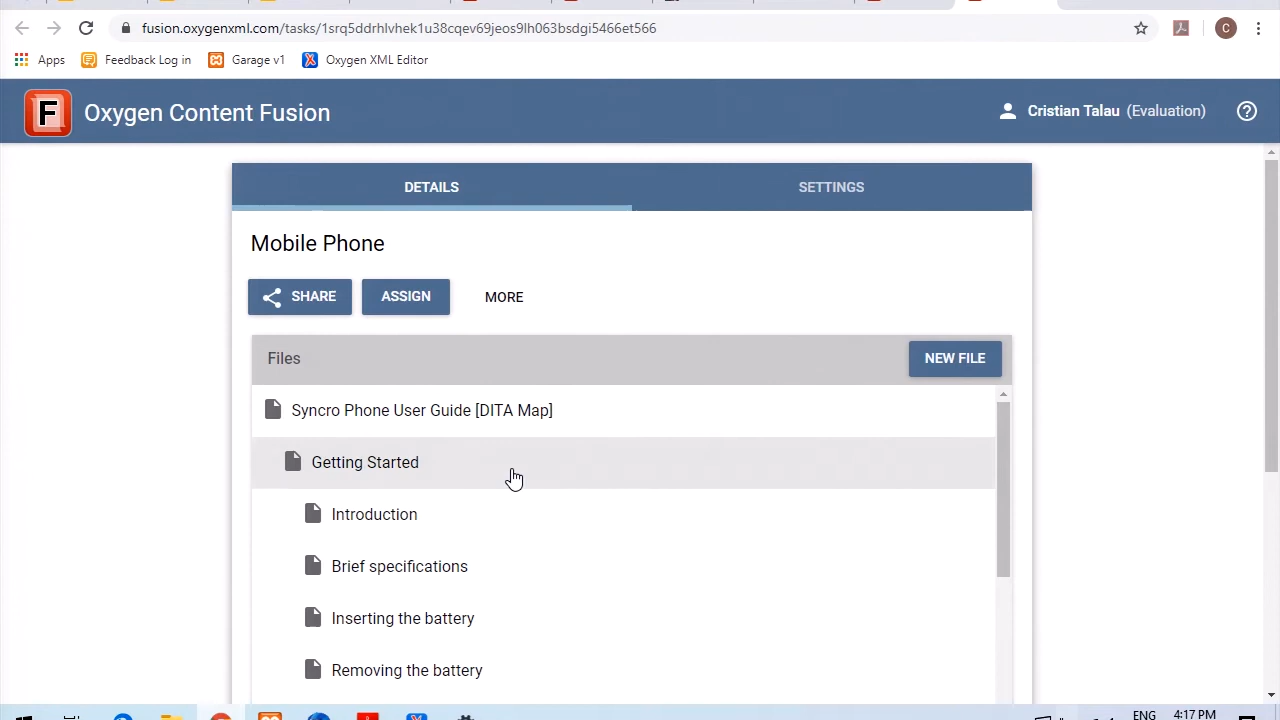 fusion.oxygenxml.com/tasks/1srq5ddrhlvhek1u38cqev69jeos9lh063bsdgi5466et566
Apps Feedback Log in Garage v1 Oxygen XML Editor
C
F Oxygen Content Fusion Cristian Talau (Evaluation)
DETAILS SETTINGS
Mobile Phone
SHARE ASSIGN MORE
Files NEW FILE
Syncro Phone User Guide [DITA Map]
Getting Started
Introduction
Brief specifications
Inserting the battery
Removing the battery
ENG 4:17 PM